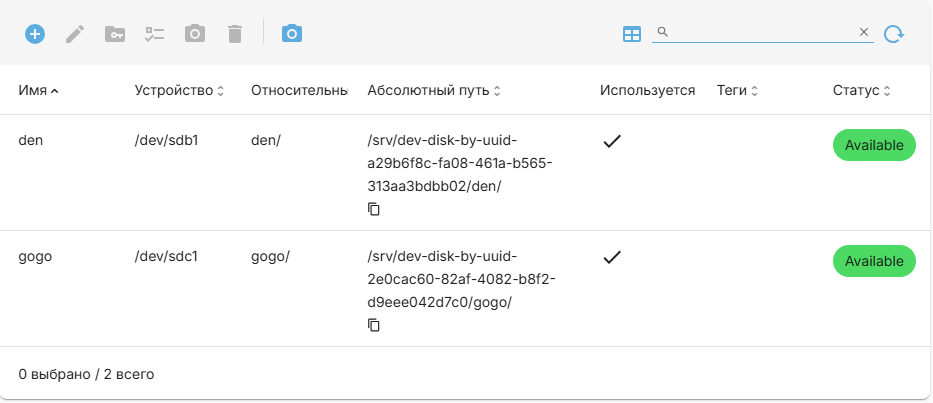 Имя Устройство Относительны Абсолютный путь Используется Теги Статус
den /dev/sdb1 den/ /srv/dev-disk-by-uuid- Available
a29b6f8c-fa08-461a-b565-
313aa3bdbb02/den/
gogo /dev/sdc1 gogo/ /srv/dev-disk-by-uuid- Available
2e0cac60-82af-4082-b8f2-
d9eee042d7c0/gogo/
0 выбрано / 2 всего